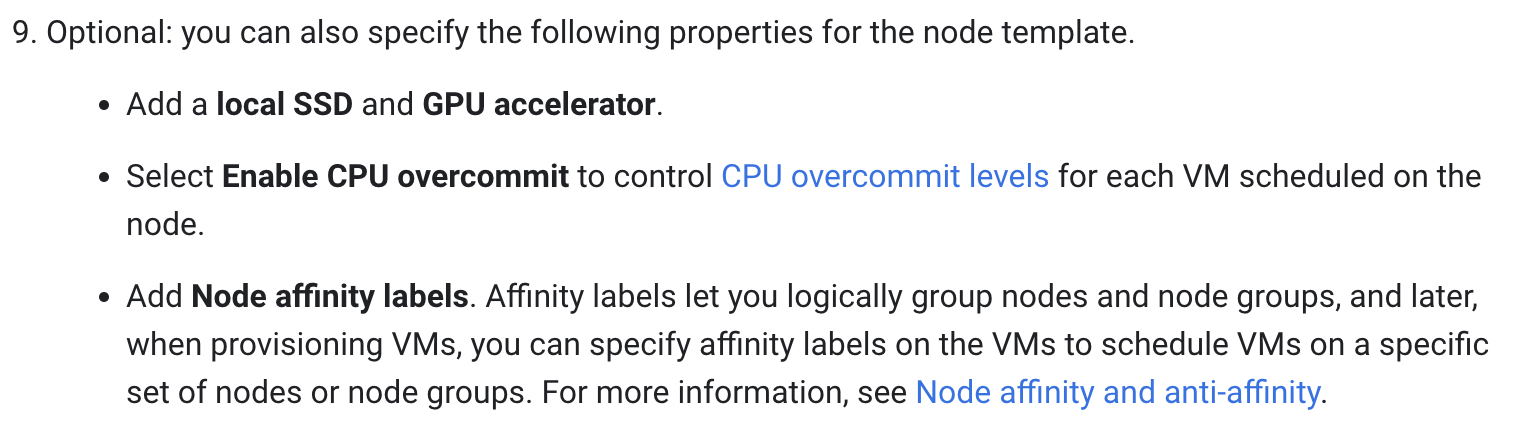 9. Optional: you can also specify the following properties for the node template.
• Add a local SSD and GPU accelerator.
• Select Enable CPU overcommit to control CPU overcommit levels for each VM scheduled on the
node.
• Add Node affinity labels. Affinity labels let you logically group nodes and node groups, and later,
when provisioning VMs, you can specify affinity labels on the VMs to schedule VMs on a specific
set of nodes or node groups. For more information, see Node affinity and anti-affinity.